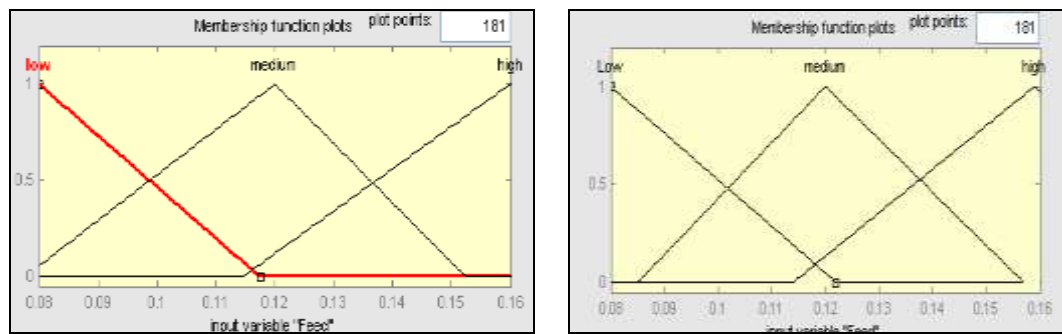 Membership function plots plot points: 181
low medium high
1
0.5
0
0.08 0.09 0.1 0.11 0.12 0.13 0.14 0.15 0.16
input variable "Feed"
Membership function plots plot points: 181
Low medium high
1
0.5
0
0.08 0.09 0.1 0.11 0.12 0.13 0.14 0.15 0.16
input variable "Feed"